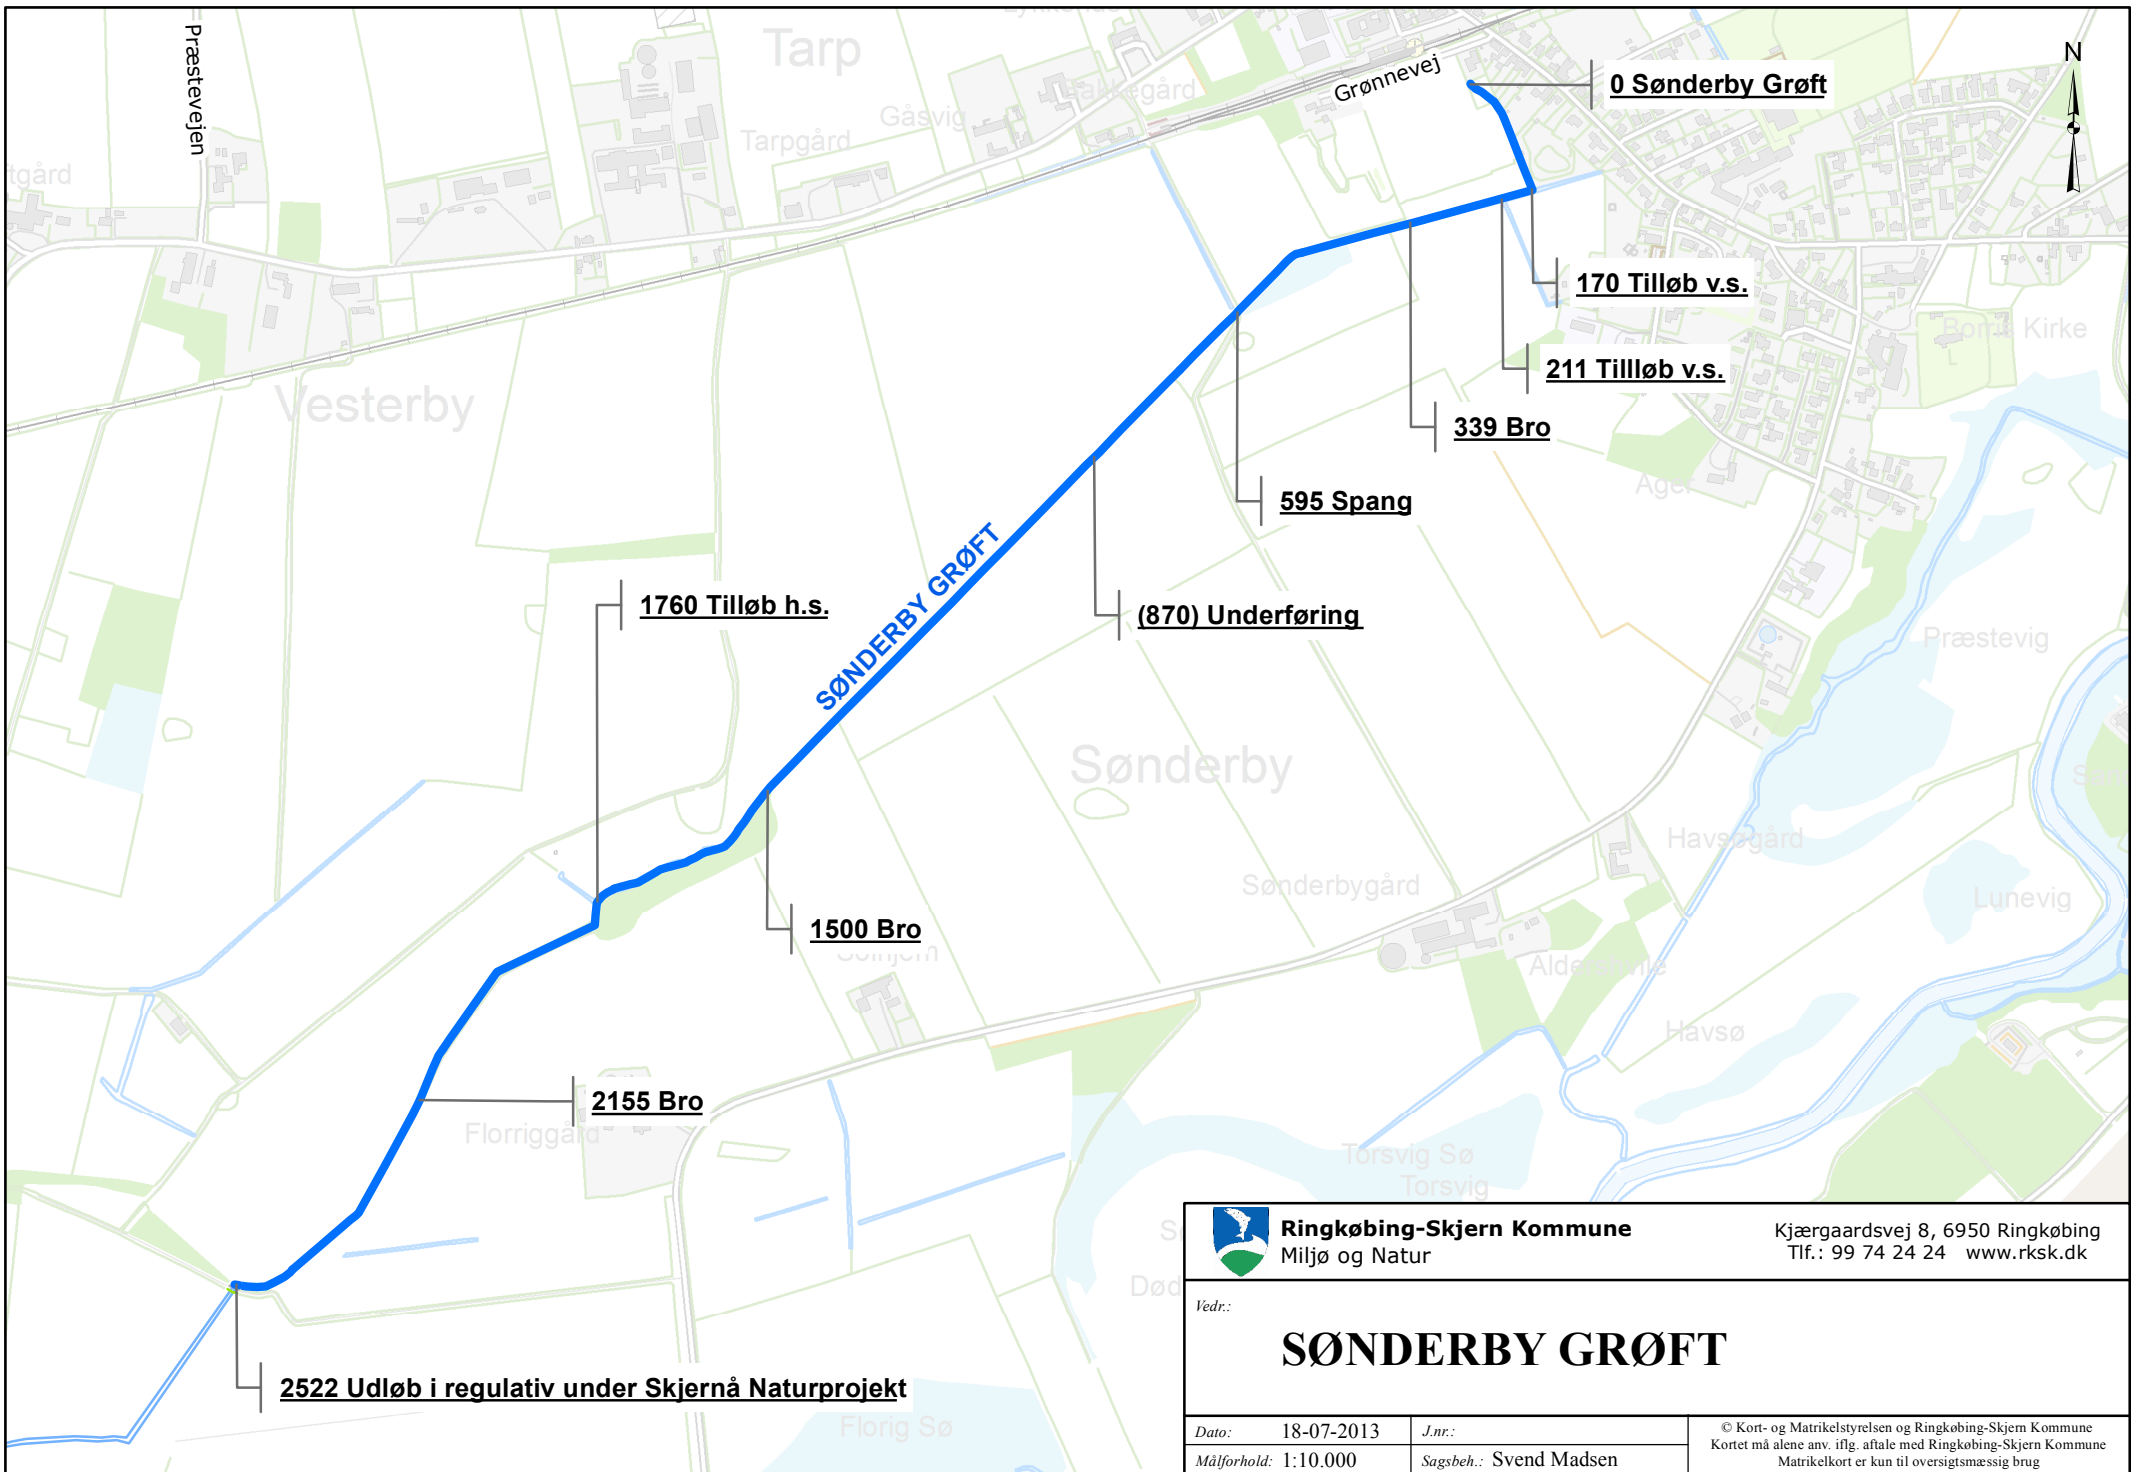 Præstevejen
Tarp
Grønnevej
N
0 Sønderby Grøft
Bakkegård
Gåsvig
Tarpgård
170 Tilløb v.s.
Borris Kirke
211 Tillløb v.s.
Vesterby
339 Bro
Ager
595 Spang
SØNDERBY GRØFT
1760 Tilløb h.s.
(870) Underføring
Præstevig
Sønderby
Havsøgård
Sønderbygård
Lunevig
1500 Bro
Havsø
2155 Bro
Florriggård
Torsvig Sø
Torsvig
2522 Udløb i regulativ under Skjernå Naturprojekt
Florig Sø
Ringkøbing-Skjern Kommune
Miljø og Natur
Kjærgaardsvej 8, 6950 Ringkøbing
Tlf.: 99 74 24 24 www.rksk.dk
Vedr.:
SØNDERBY GRØFT
Dato: 18-07-2013
J.nr.:
Målforhold: 1:10.000
Sagsbeh.: Svend Madsen
© Kort- og Matrikelstyrelsen og Ringkøbing-Skjern Kommune
Kortet må alene anv. iflg. aftale med Ringkøbing-Skjern Kommune
Matrikelkort er kun til oversigtsmæssig brug